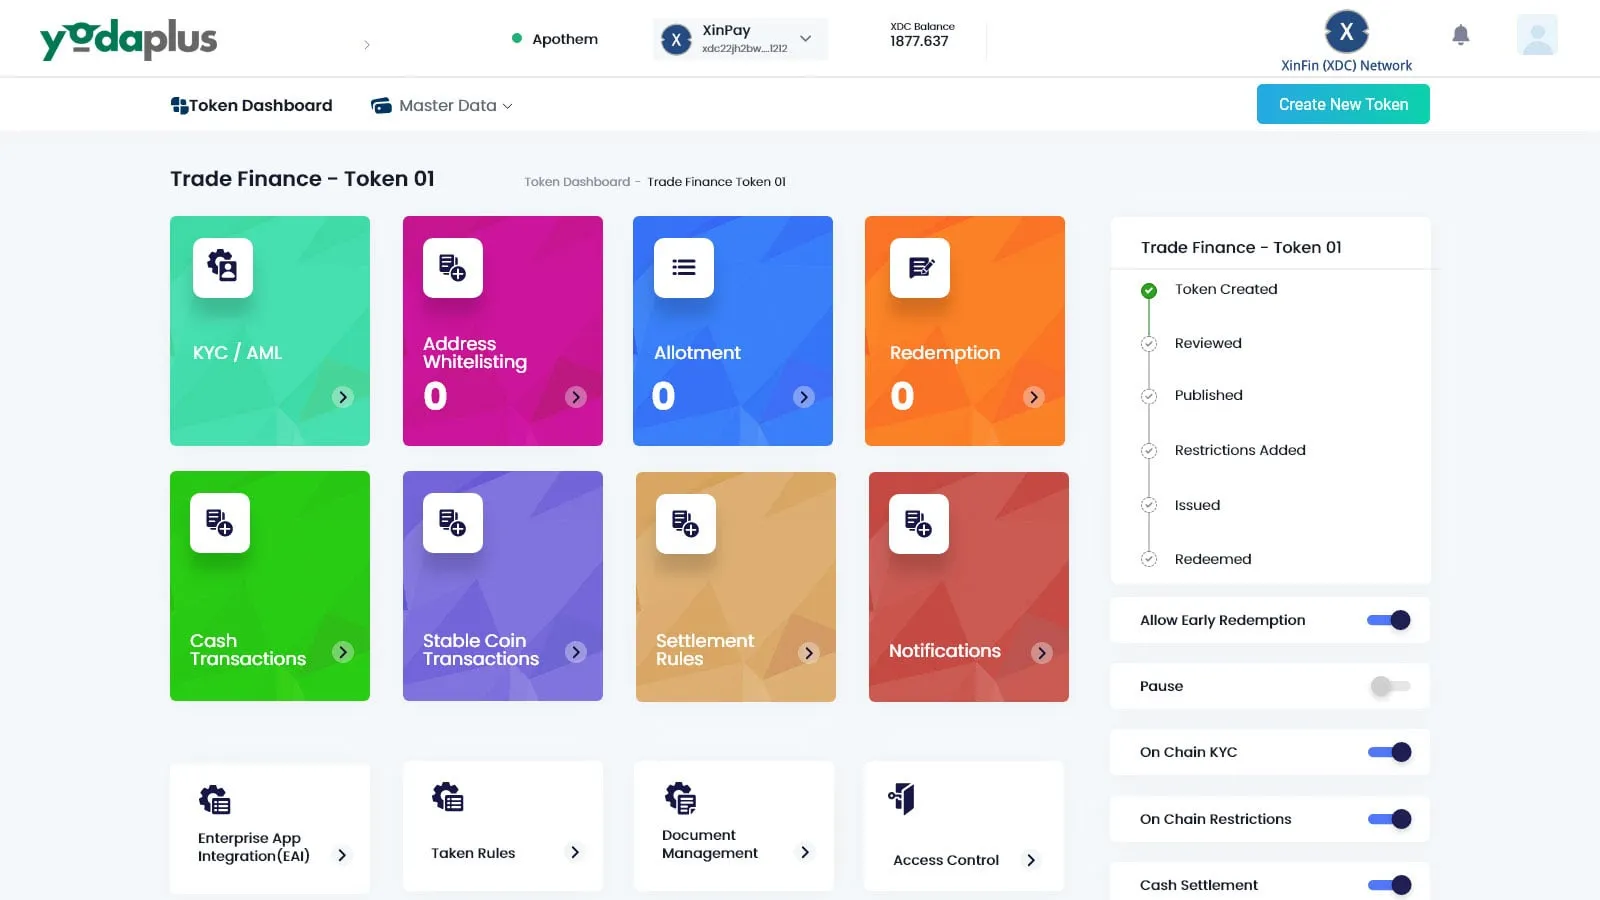 yodaplus
Apothem
XinPay
xdc22jh2bw....1212
XDC Balance
1877.637
X
X
XinFin (XDC) Network
Token Dashboard
Master Data
Create New Token
Trade Finance - Token 01
Token Dashboard - Trade Finance Token 01
KYC / AML
Address
Whitelisting
0
Allotment
0
Redemption
0
Cash
Transactions
Stable Coin
Transactions
Settlement
Rules
Notifications
Enterprise App
Integration(EAI)
Taken Rules
Document
Management
Access Control
Trade Finance - Token 01
Token Created
Reviewed
Published
Restrictions Added
Issued
Redeemed
Allow Early Redemption
Pause
On Chain KYC
On Chain Restrictions
Cash Settlement